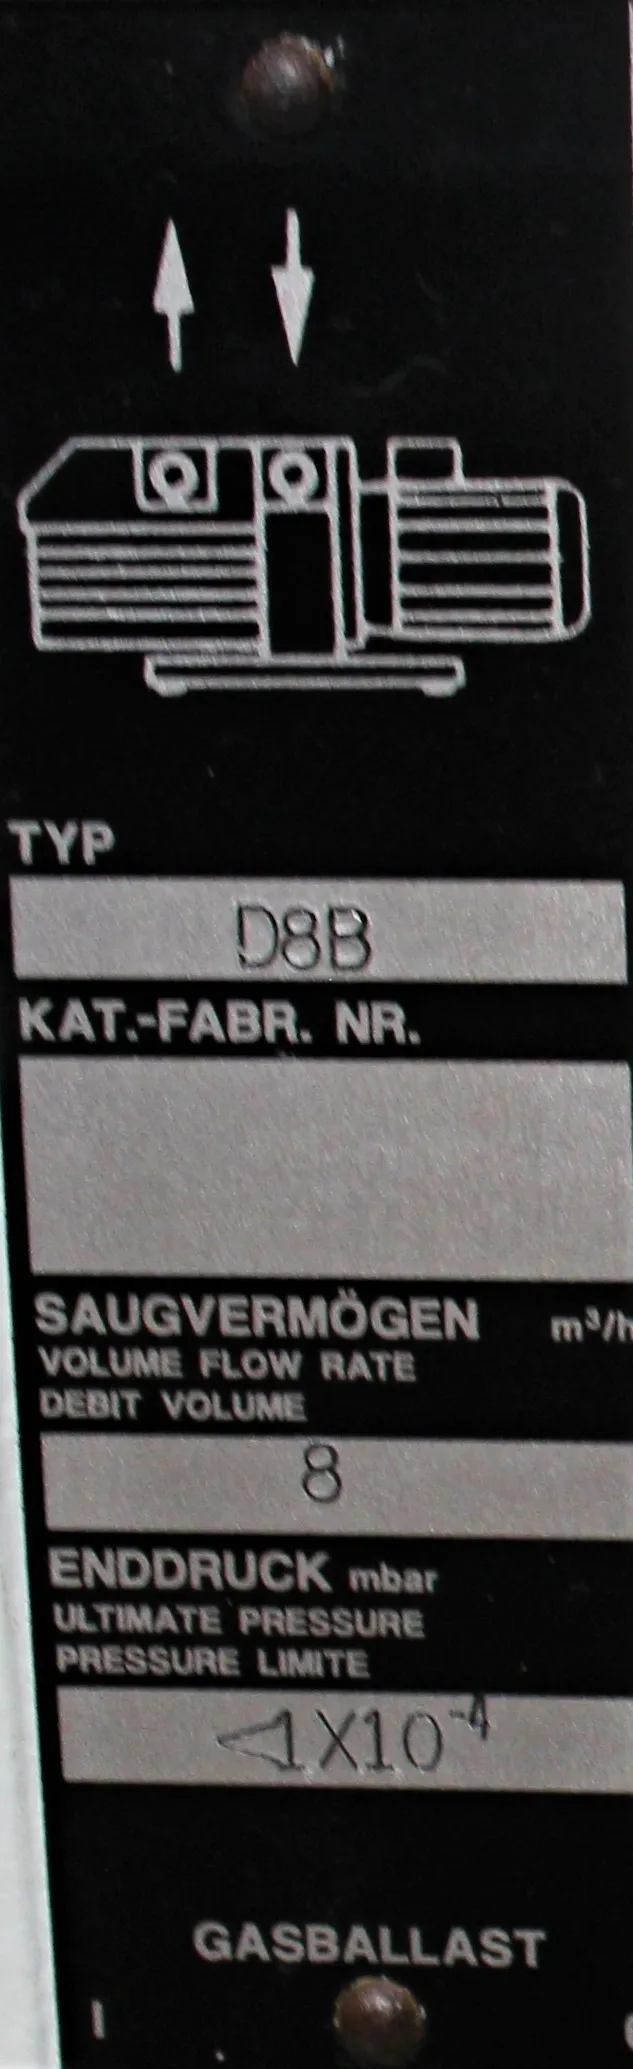 TYP
D8B
KAT.-FABR. NR.
SAUGVERMÖGEN m³/h
VOLUME FLOW RATE
DEBIT VOLUME
8
ENDDRUCK mbar
ULTIMATE PRESSURE
PRESSURE LIMITE
<1X10⁻⁴
GASBALLAST
I